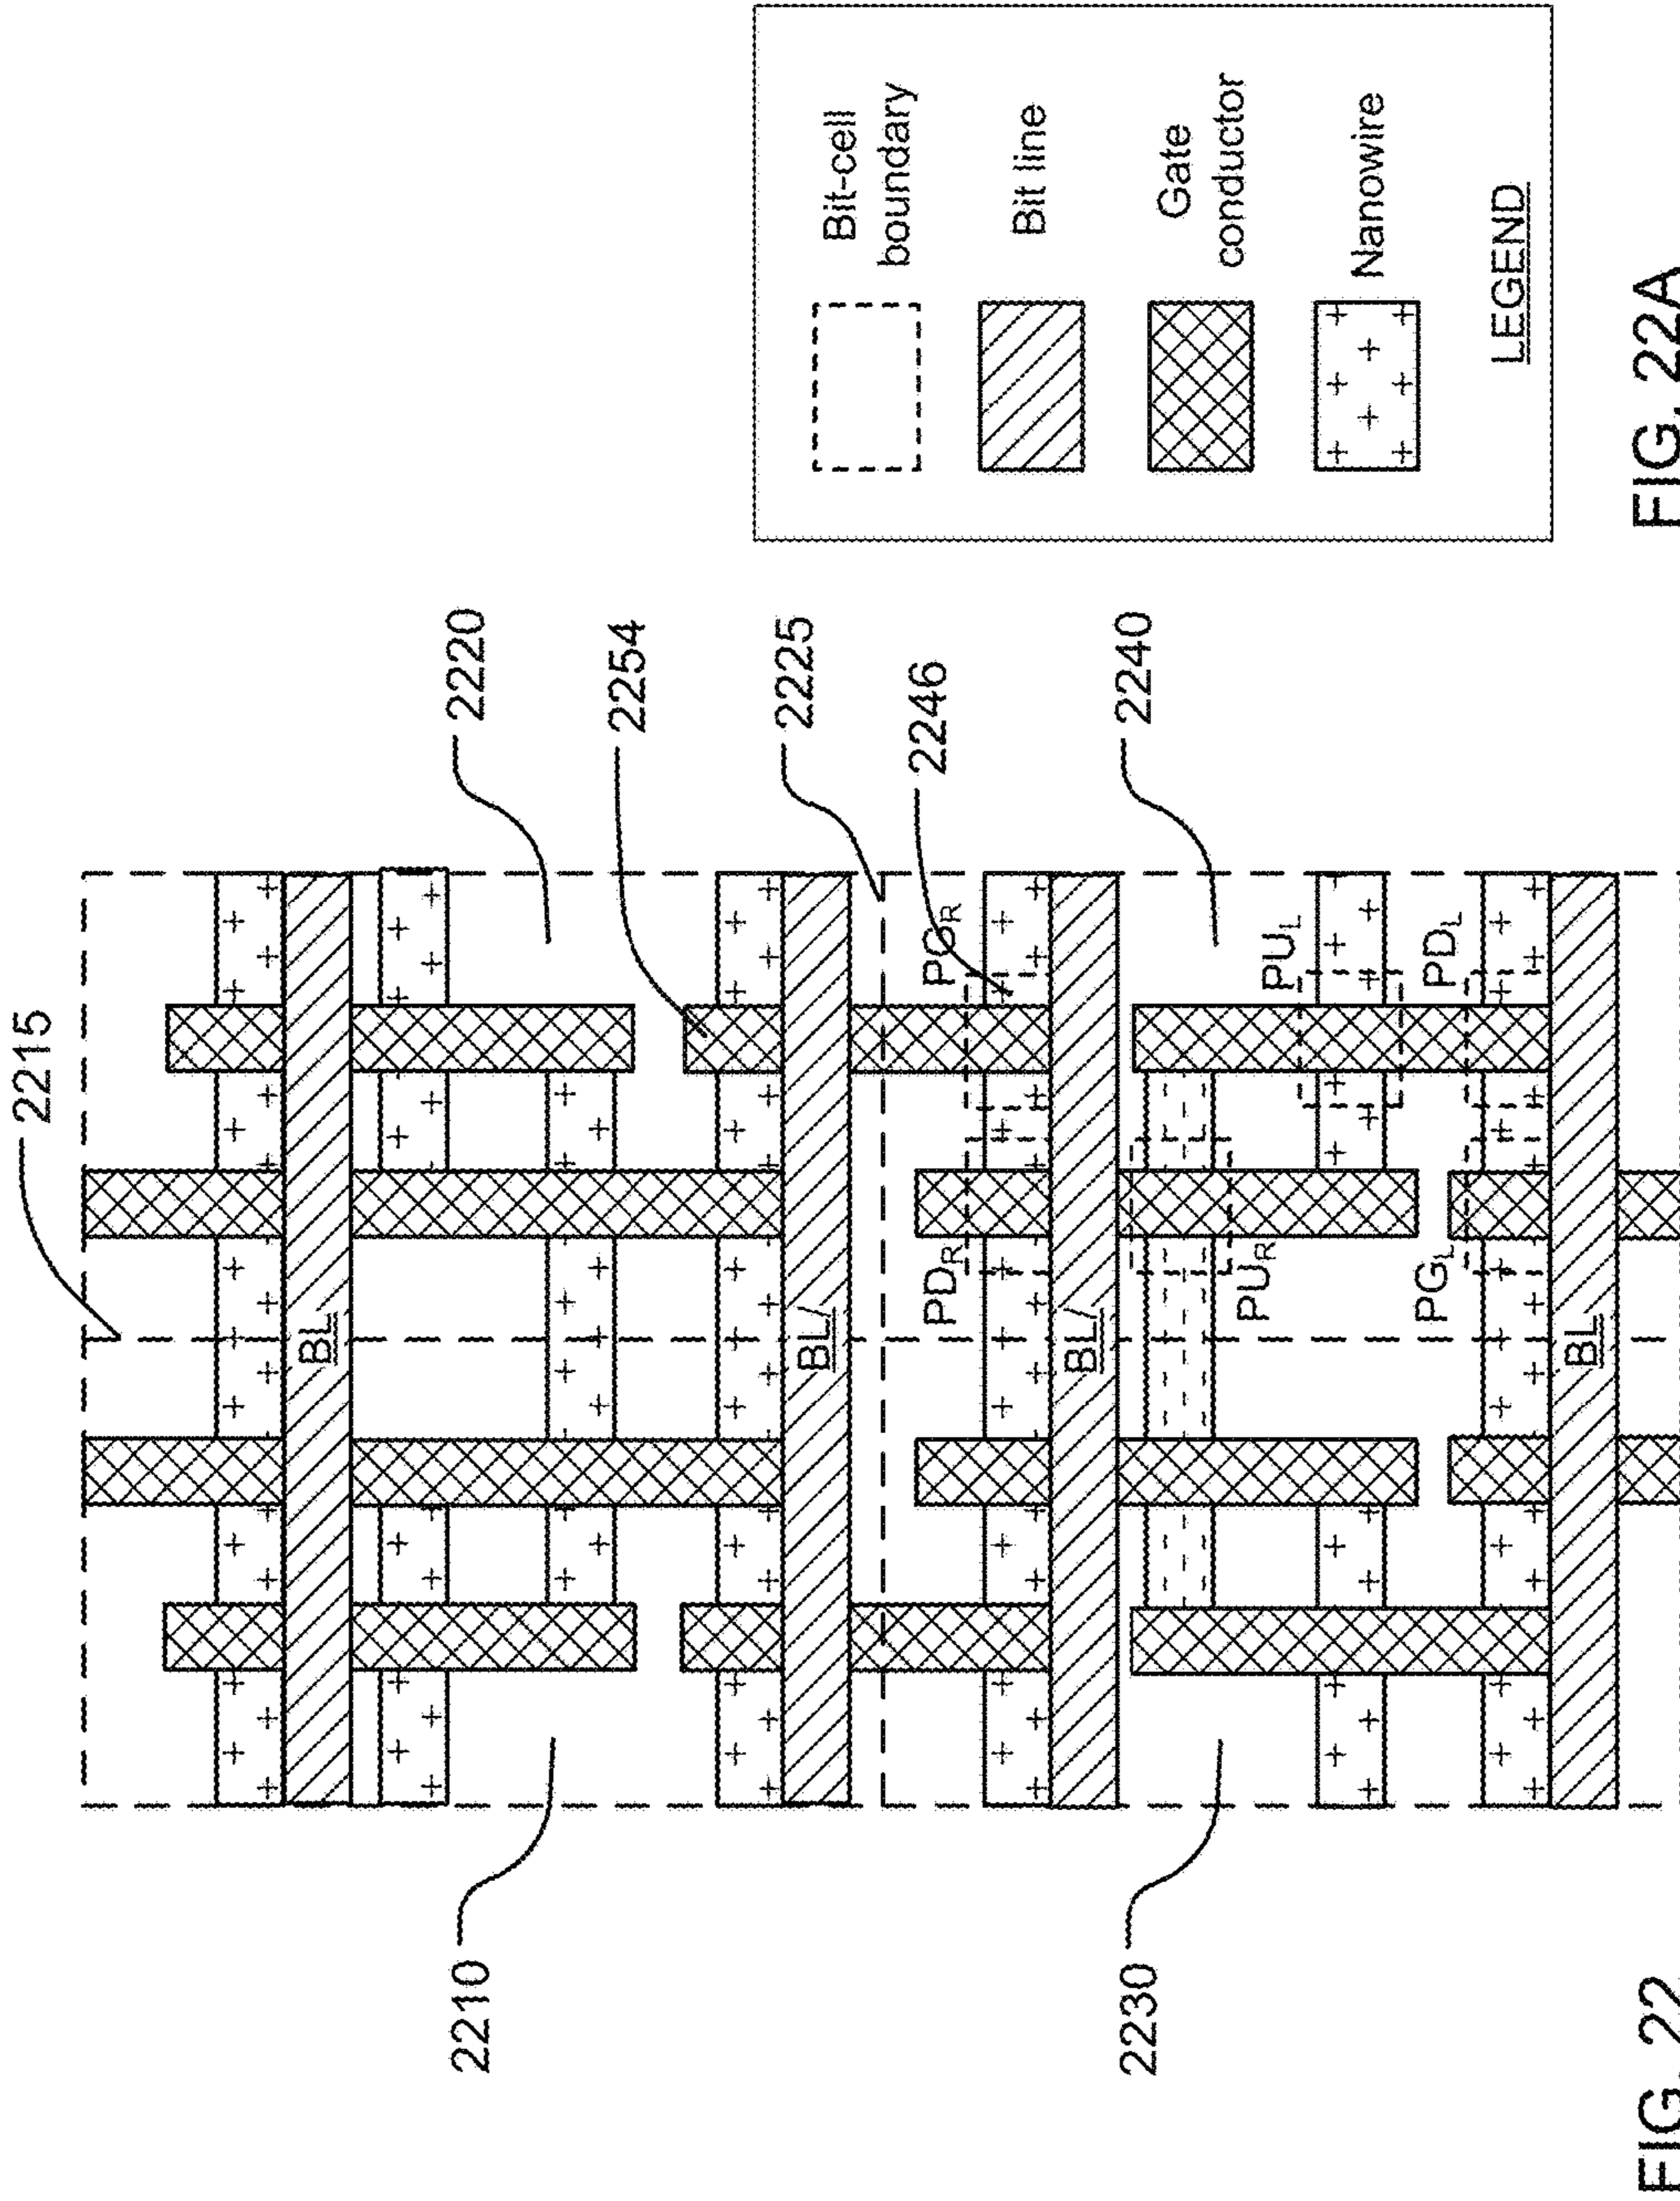 2215
2210
2220
2254
2225
2246
2240
2230
BL
BL/
BL/
BL
PG_R
PD_R
PU_L
PU_R
PD_L
PG_L
Bit-cell
boundary
Bit line
Gate
conductor
Nanowire
LEGEND
FIG. 22
FIG. 22A